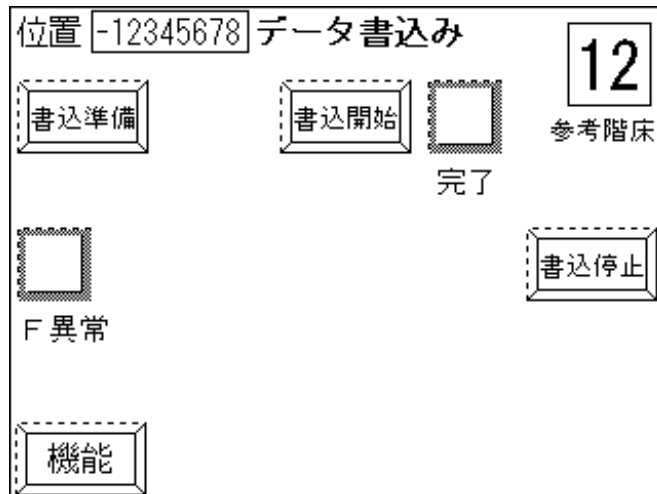 位置 -12345678 データ書込み
12
参考階床
書込準備
書込開始
完了
F異常
書込停止
機能